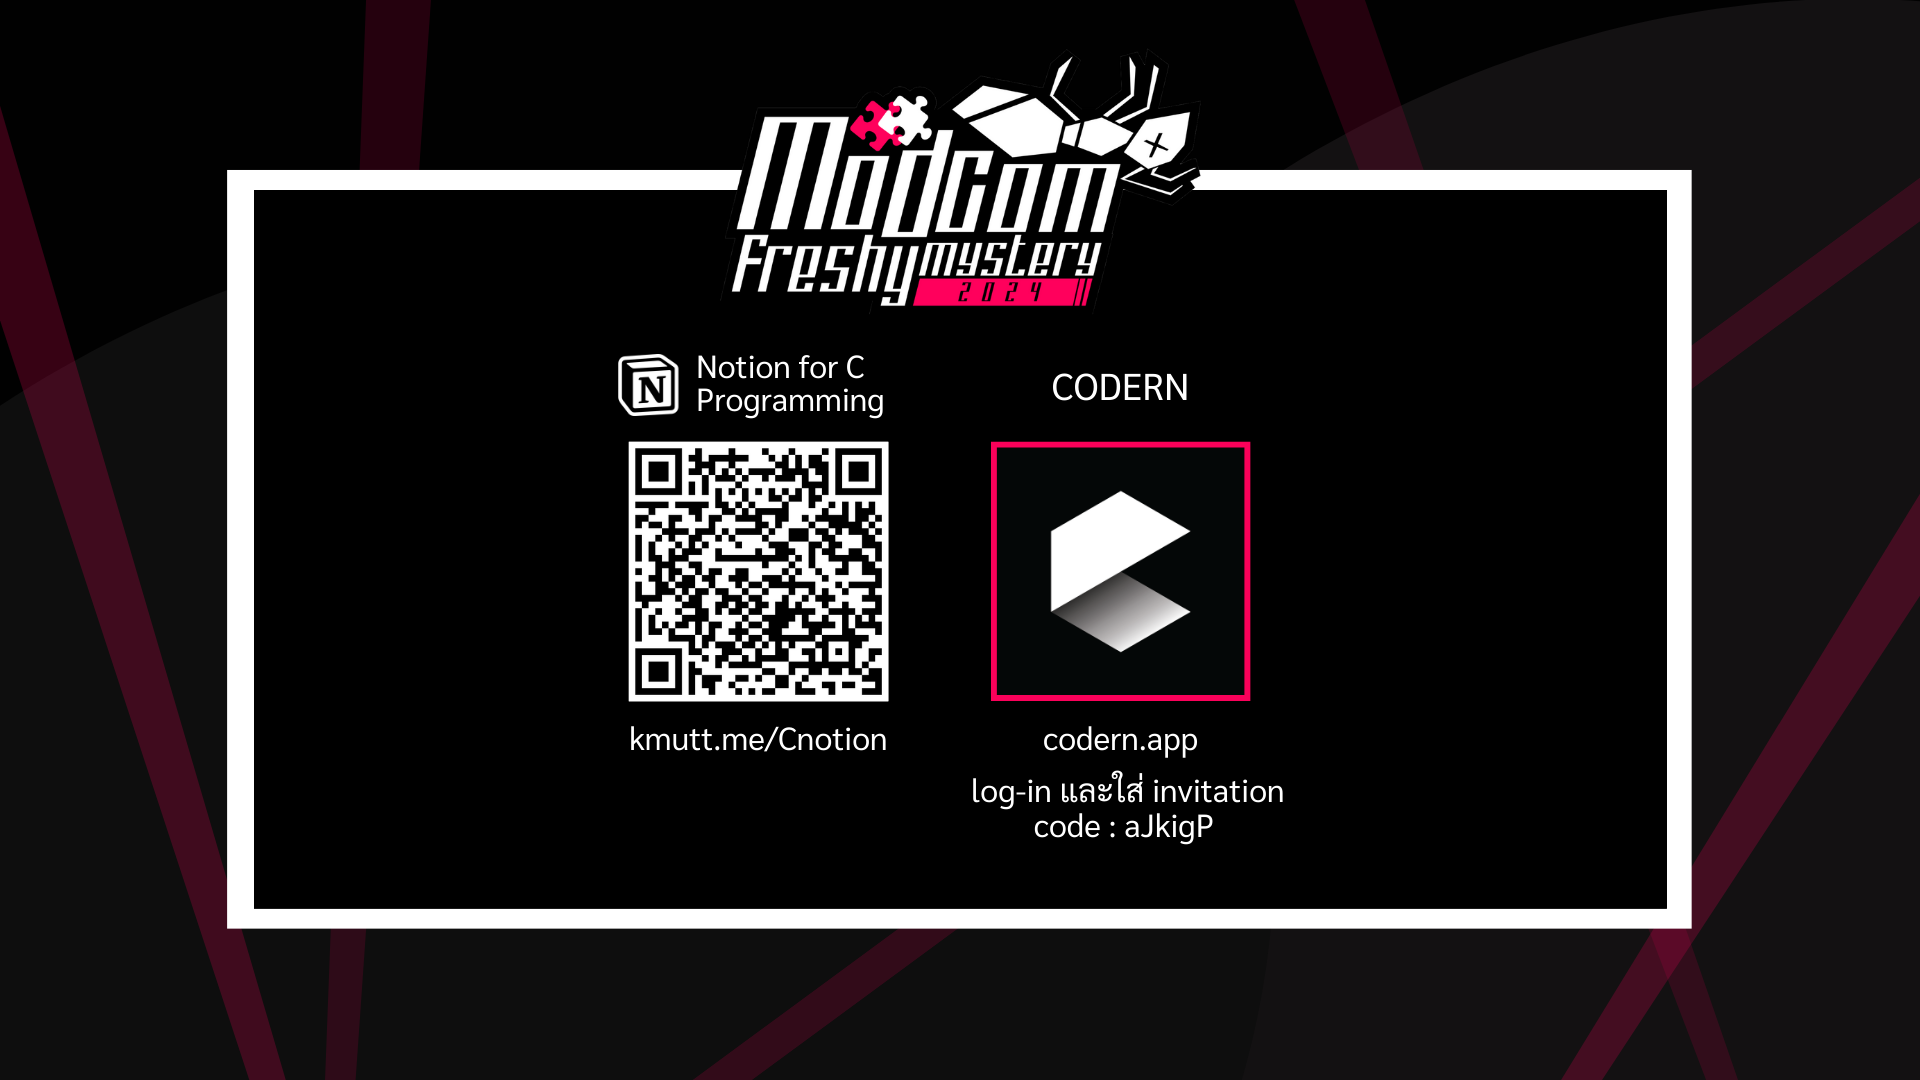 Modcom
Freshy mystery
2024
N
Notion for C
Programming
CODERN
kmutt.me/Cnotion
codern.app
log-in และใส่ invitation
code : aJkigP